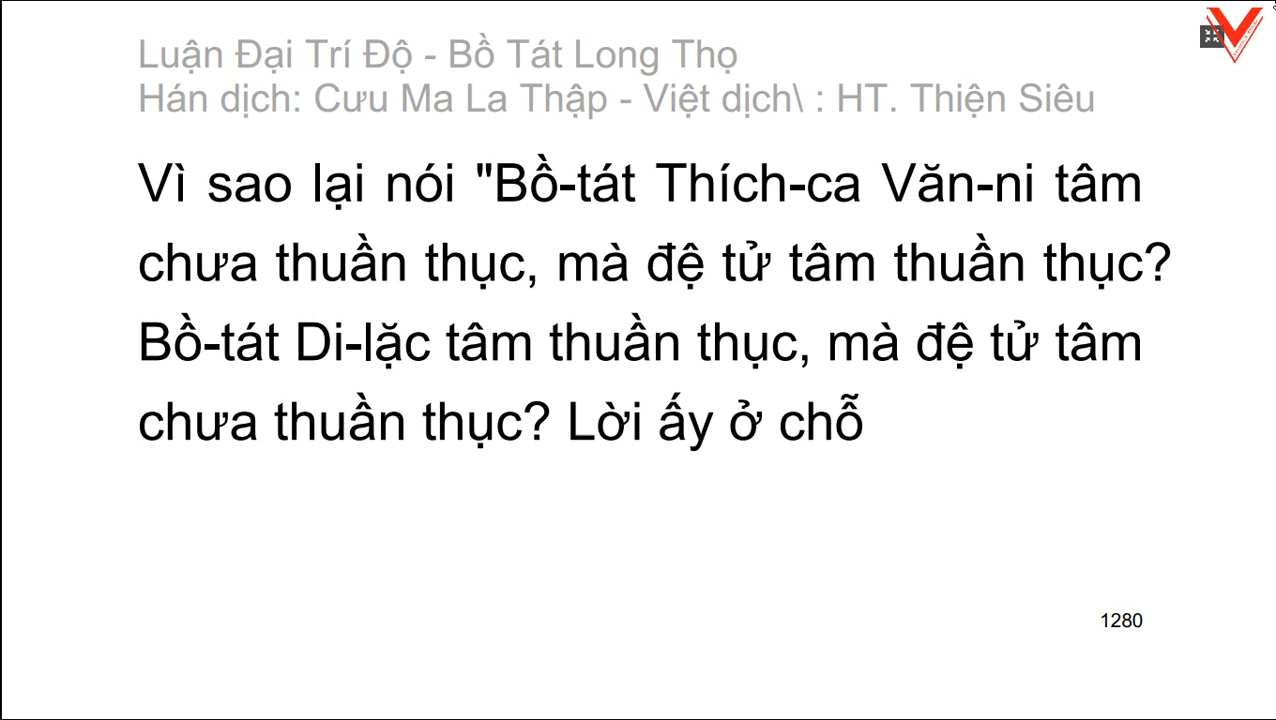 Luận Đại Trí Độ - Bồ Tát Long Thọ
Hán dịch: Cưu Ma La Thập - Việt dịch\ : HT. Thiện Siêu
Vì sao lại nói "Bồ-tát Thích-ca Văn-ni tâm
chưa thuần thục, mà đệ tử tâm thuần thục?
Bồ-tát Di-lặc tâm thuần thục, mà đệ tử tâm
chưa thuần thục? Lời ấy ở chỗ
1280